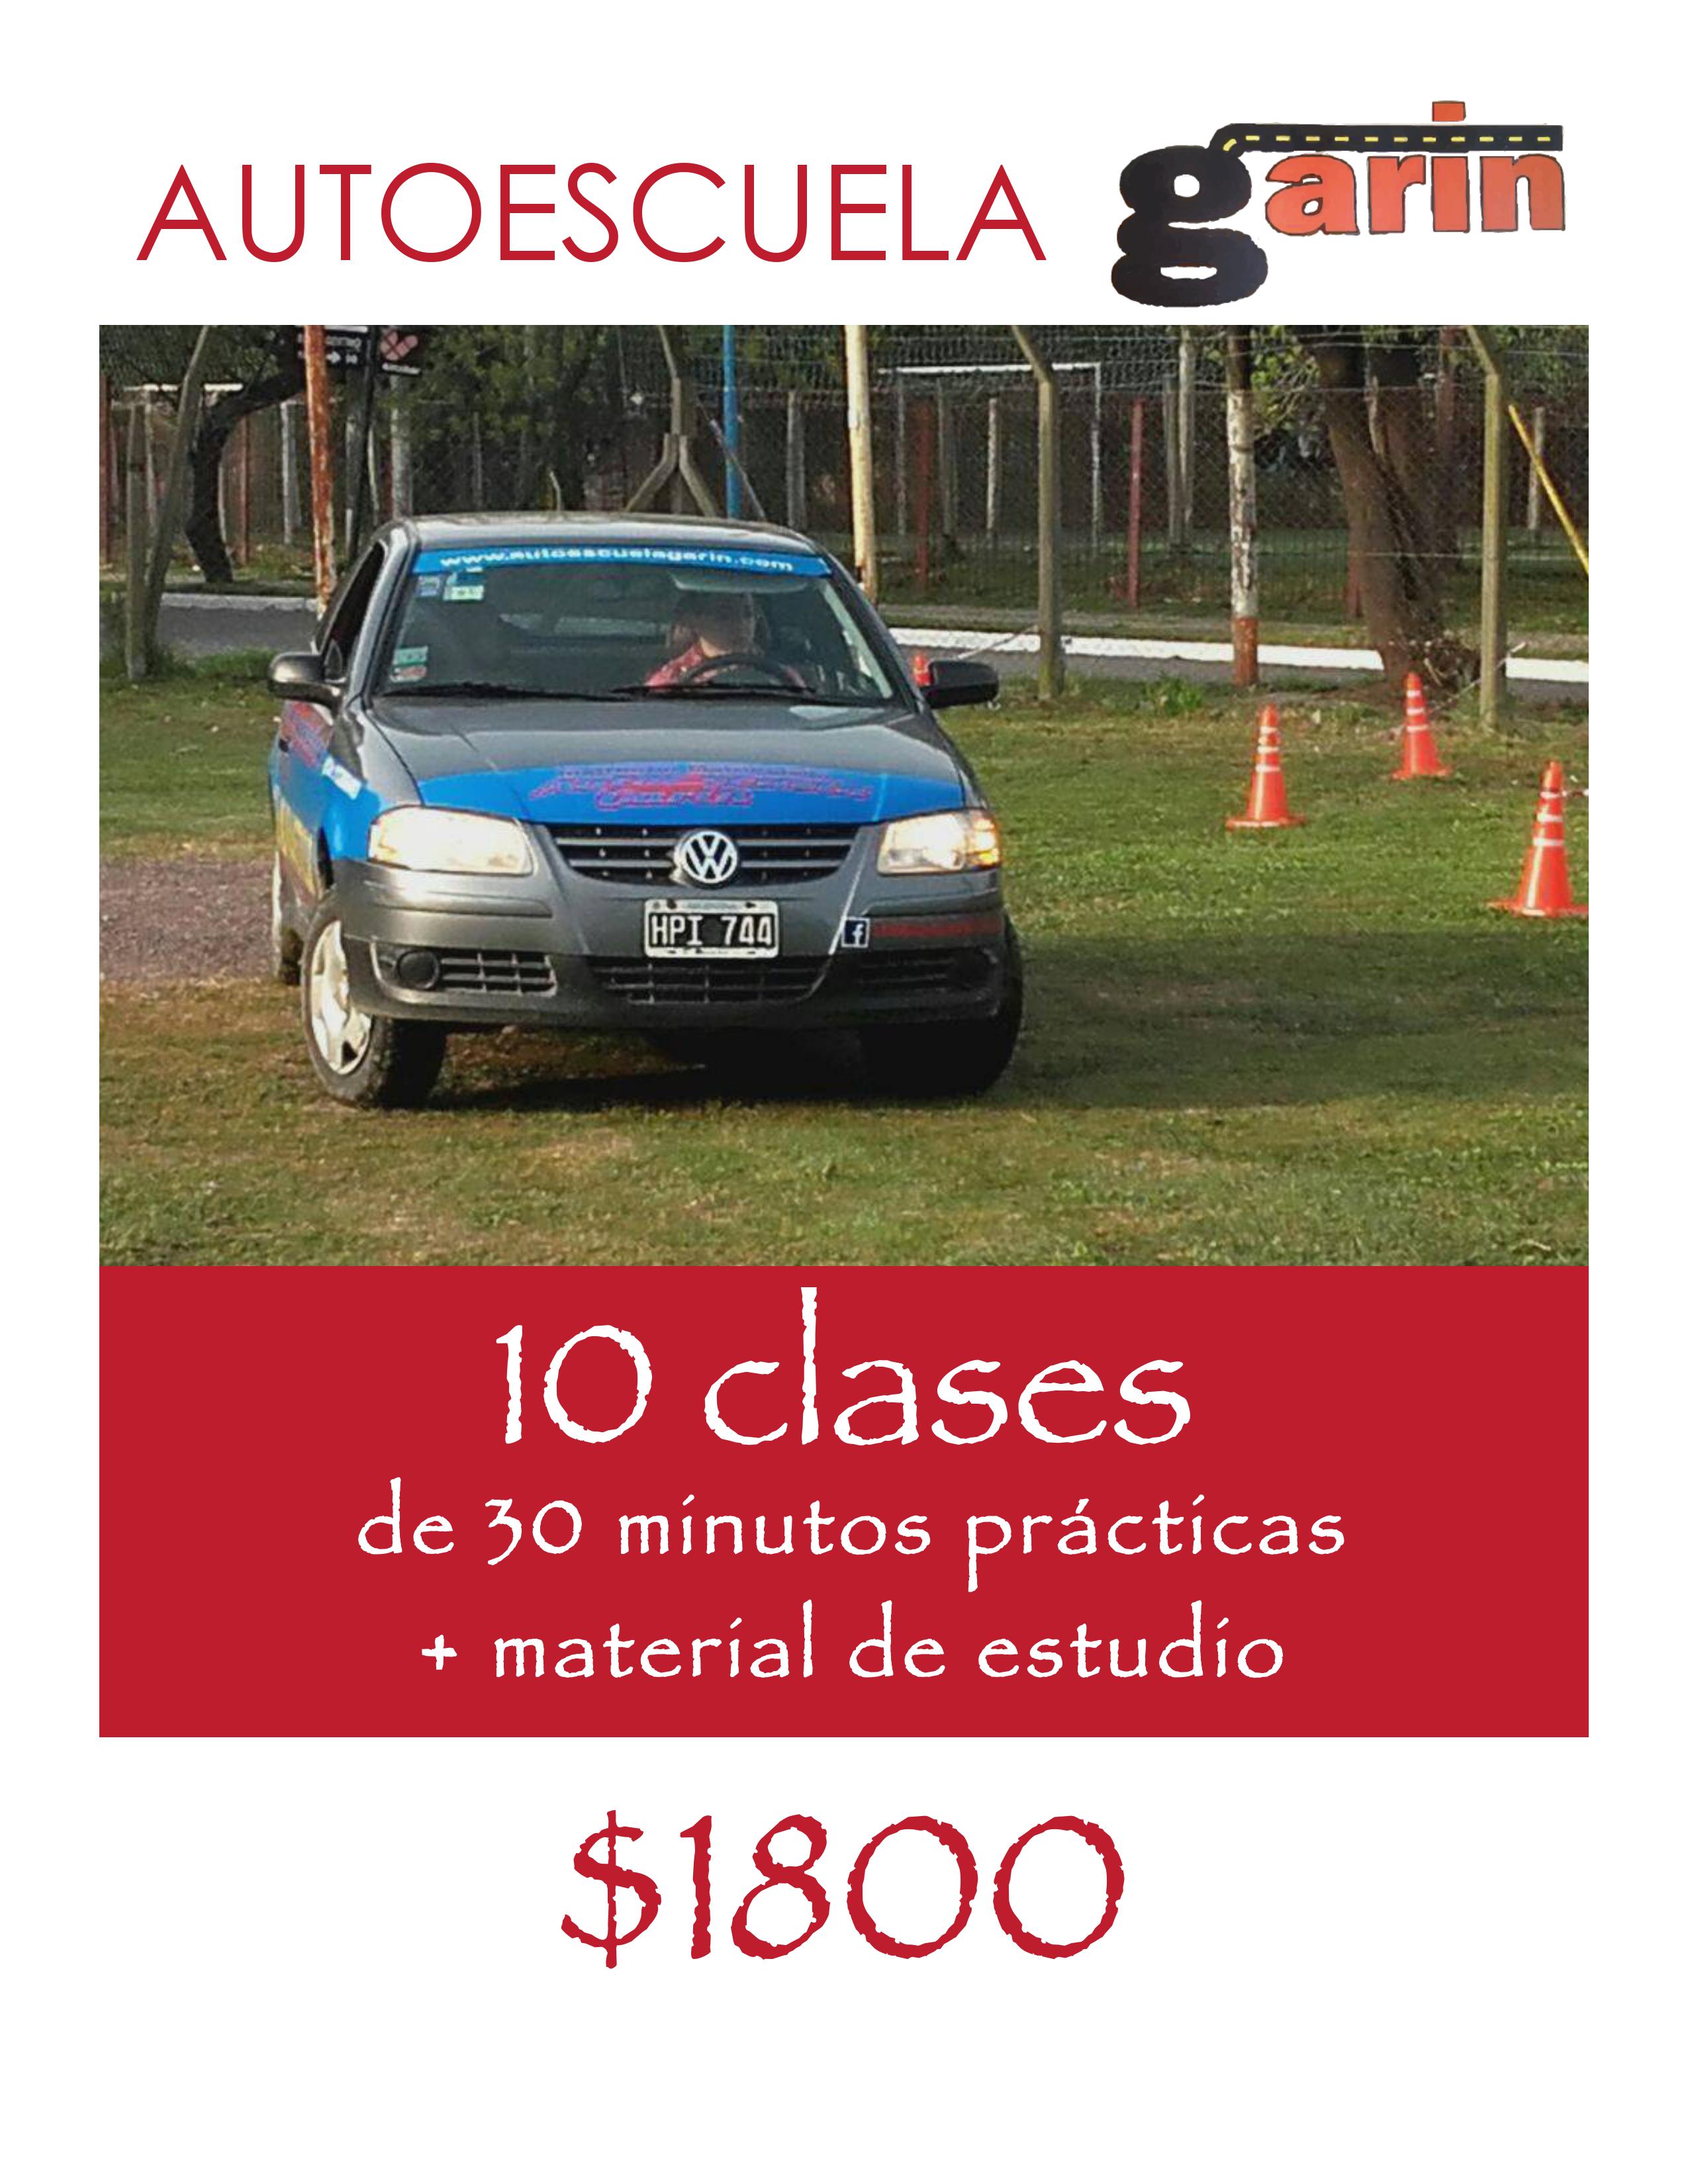 AUTOESCUELA garin
www.autoescuelagarin.com
HPI 744
10 clases
de 30 minutos prácticas
+ material de estudio
$1800